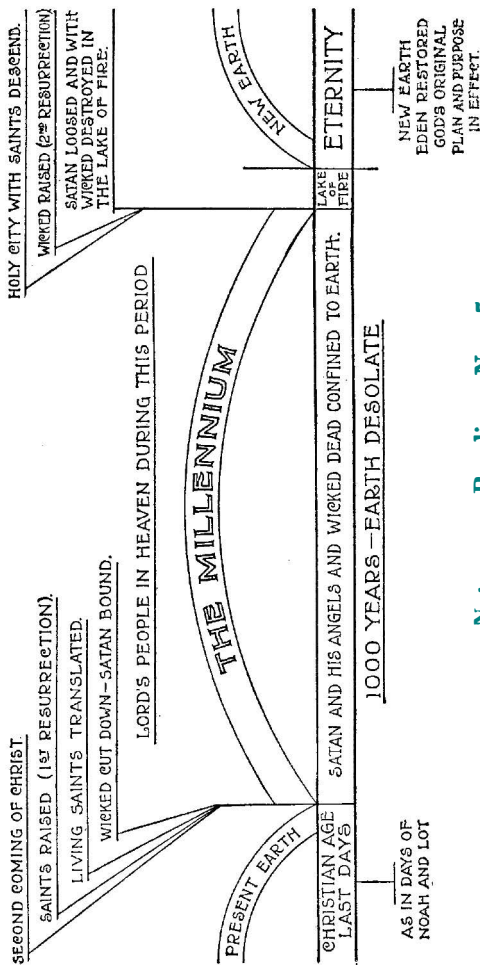 SECOND COMING OF CHRIST.
SAINTS RAISED (1ST RESURRECTION).
LIVING SAINTS TRANSLATED.
WICKED CUT DOWN-SATAN BOUND.
LORD'S PEOPLE IN HEAVEN DURING THIS PERIOD
HOLY CITY WITH SAINTS DESCEND.
WICKED RAISED (2ND RESURRECTION)
SATAN LOOSED AND WITH
WICKED DESTROYED IN
THE LAKE OF FIRE.
PRESENT EARTH
THE MILLENNIUM
NEW EARTH
CHRISTIAN AGE
LAST DAYS
SATAN AND HIS ANGELS AND WICKED DEAD CONFINED TO EARTH.
LAKE
OF
FIRE
ETERNITY
1000 YEARS-EARTH DESOLATE
AS IN DAYS OF
NOAH AND LOT
NEW EARTH
EDEN RESTORED
GOD'S ORIGINAL
PLAN AND PURPOSE
IN EFFECT.